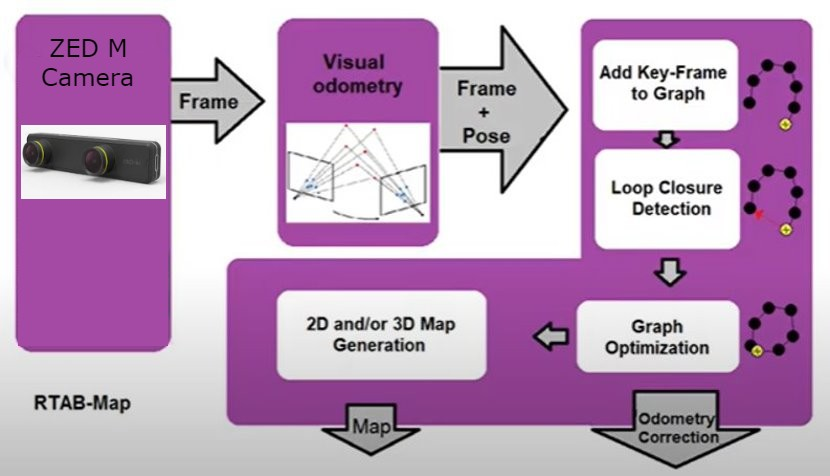 ZED M
Camera
Frame
Visual
odometry
Frame
+
Pose
Add Key-Frame
to Graph
Loop Closure
Detection
2D and/or 3D Map
Generation
Graph
Optimization
RTAB-Map
Map
Odometry
Correction